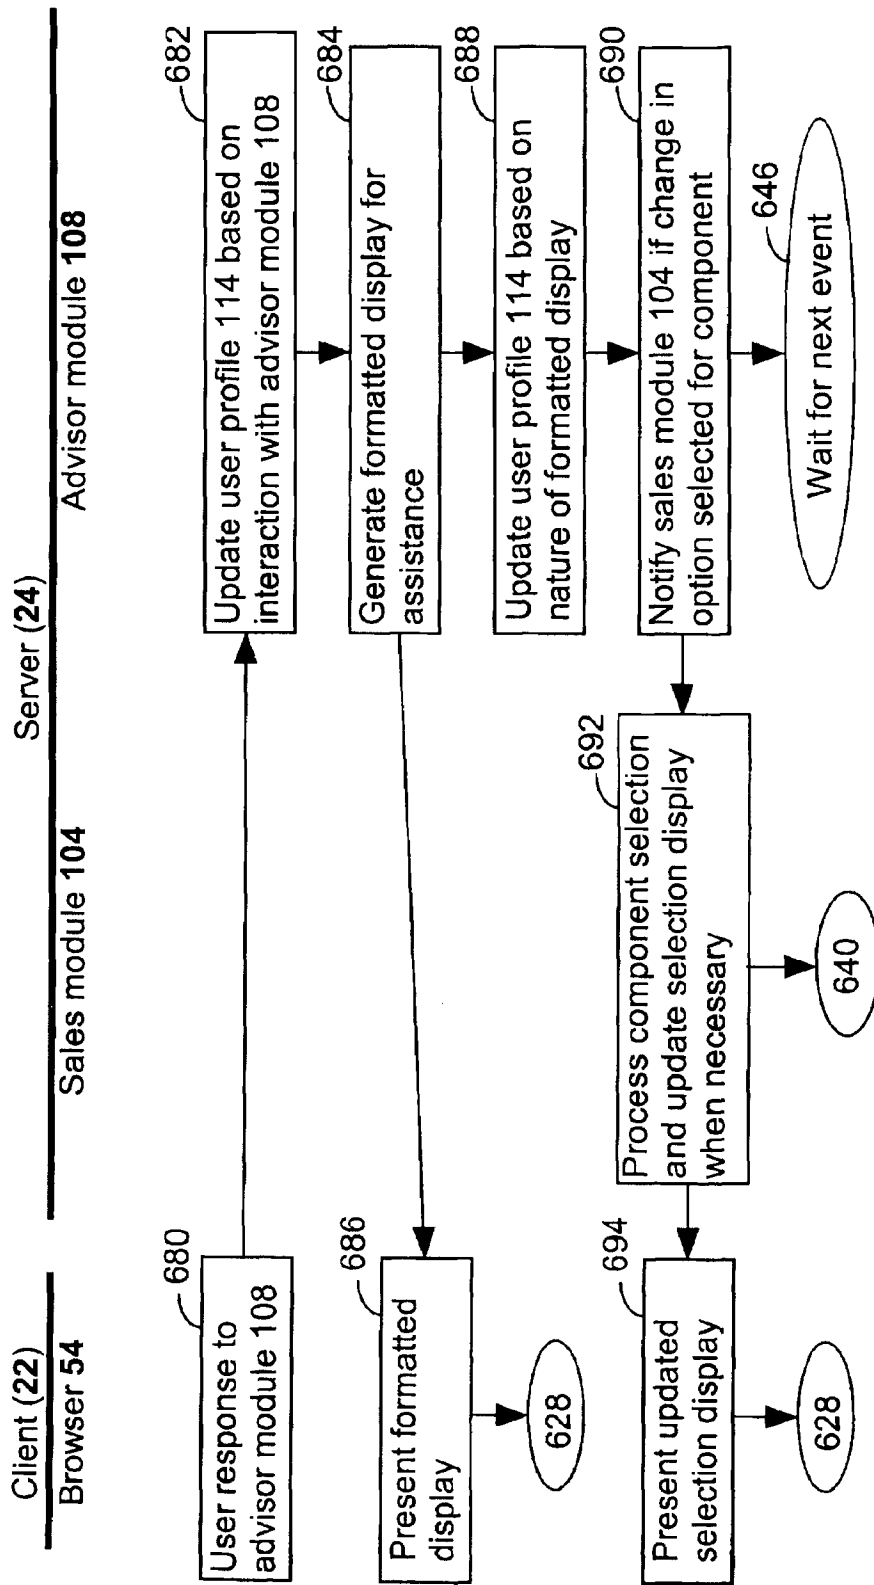 Client (22)
Browser 54
Server (24)
Sales module 104
Advisor module 108
680
User response to
advisor module 108
682
Update user profile 114 based on
interaction with advisor module 108
684
Generate formatted display for
assistance
686
Present formatted
display
628
688
Update user profile 114 based on
nature of formatted display
690
Notify sales module 104 if change in
option selected for component
692
Process component selection
and update selection display
when necessary
694
Present updated
selection display
628
640
646
Wait for next event